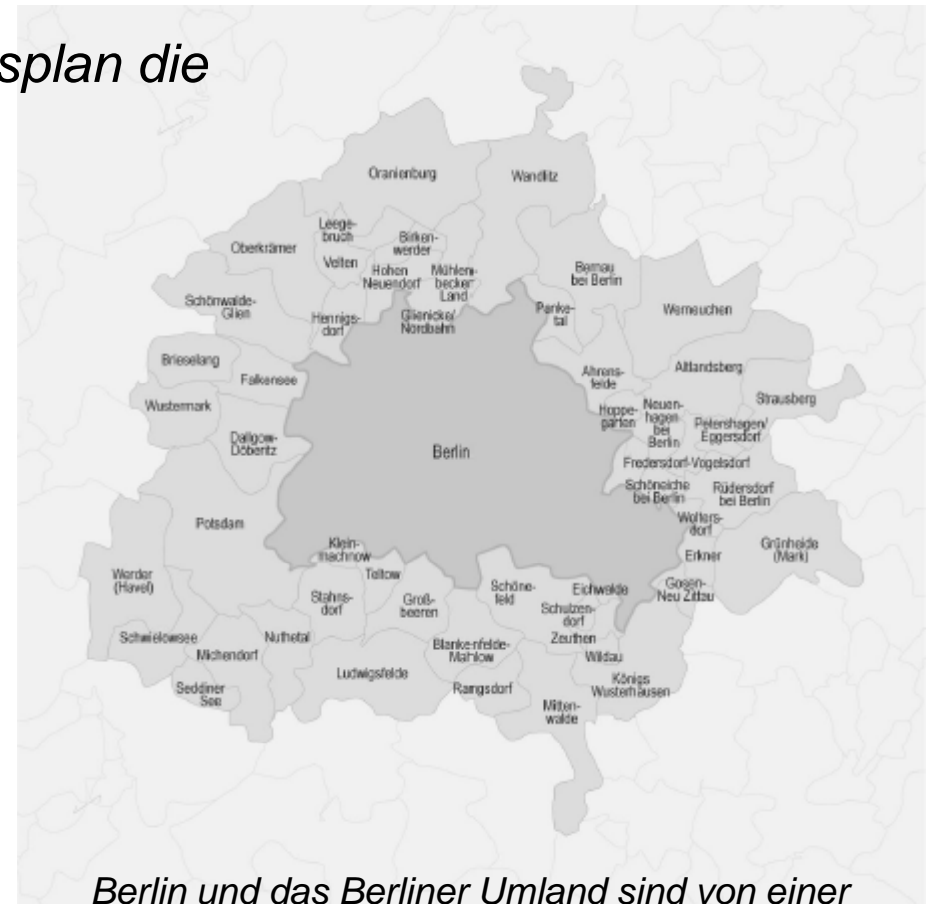 splan die
Oranienburg
Wandlitz
Leege-
bruch
Birken-
werder
Oberkrämer
Velten
Hohen
Neuendorf
Mühlen-
becker
Land
Bernau
bei Berlin
Schönwalde-
Glien
Hennigs-
dorf
Glienicke/
Nordbahn
Panke-
tal
Werneuchen
Brieselang
Falkensee
Ahrens-
felde
Altlandsberg
Wustermark
Hoppe-
garten
Neuen-
hagen
bei
Berlin
Strausberg
Petershagen/
Eggersdorf
Dallgow-
Döberitz
Berlin
Fredersdorf-Vogelsdorf
Schöneiche
bei Berlin
Rüdersdorf
bei Berlin
Potsdam
Wolters-
dorf
Klein-
machnow
Erkner
Grünheide
(Mark)
Werder
(Havel)
Teltow
Stahns-
dorf
Groß-
beeren
Schöne-
feld
Eichwalde
Gosen-
Neu Zittau
Schulzen-
dorf
Schwielowsee
Nuthetal
Zeuthen
Michendorf
Blankenfelde-
Mahlow
Wildau
Ludwigsfelde
Seddiner
See
Rangsdorf
Königs
Wusterhausen
Mitten-
walde
Berlin und das Berliner Umland sind von einer